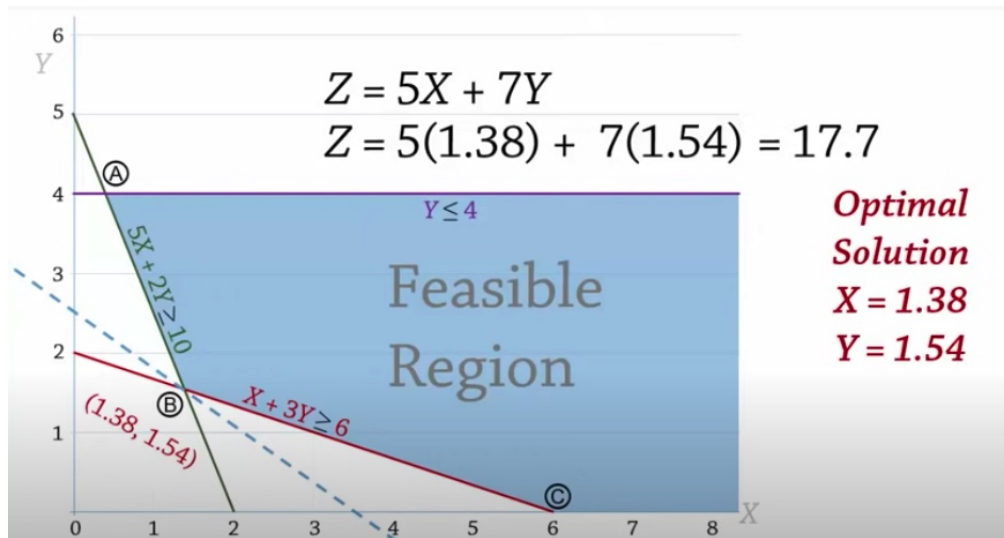 6
Y
5
4
3
2
1
0
1
2
3
4
5
6
7
8
X
Z = 5X + 7Y
Z = 5(1.38) + 7(1.54) = 17.7
A
Y ≤ 4
5X + 2Y ≥ 10
Feasible
Region
B
(1.38, 1.54)
X + 3Y ≥ 6
C
Optimal
Solution
X = 1.38
Y = 1.54